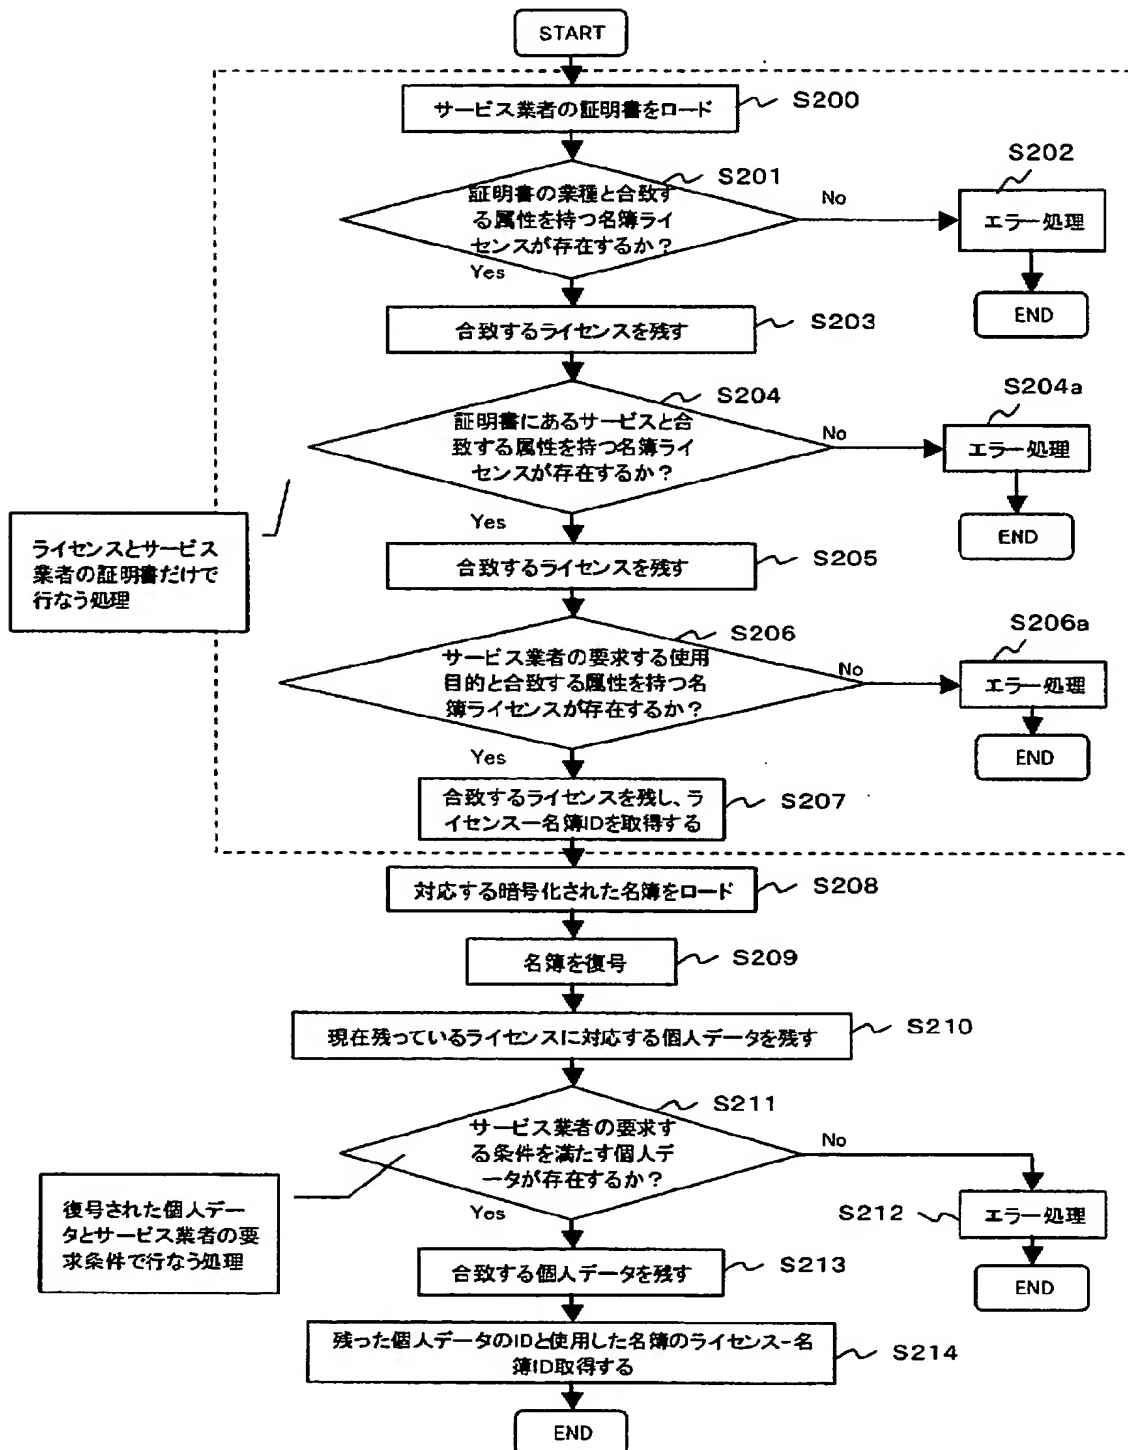 START
サービス業者の証明書をロード
S200
証明書の業種と合致す
る属性を持つ名簿ライ
センスが存在するか?
S201
No
S202
エラー処理
END
Yes
合致するライセンスを残す
S203
証明書にあるサービスと合
致する属性を持つ名簿ライ
センスが存在するか?
S204
No
S204a
エラー処理
END
Yes
ライセンスとサービス
業者の証明書だけで
行なう処理
合致するライセンスを残す
S205
サービス業者の要求する使用
目的と合致する属性を持つ名
簿ライセンスが存在するか?
S206
No
S206a
エラー処理
END
Yes
合致するライセンスを残し、ラ
イセンスー名簿IDを取得する
S207
対応する暗号化された名簿をロード
S208
名簿を復号
S209
現在残っているライセンスに対応する個人データを残す
S210
サービス業者の要求す
る条件を満たす個人デ
ータが存在するか?
S211
No
S212
エラー処理
END
Yes
復号された個人デー
タとサービス業者の要
求条件で行なう処理
合致する個人データを残す
S213
残った個人データのIDと使用した名簿のライセンス-名
簿ID取得する
S214
END